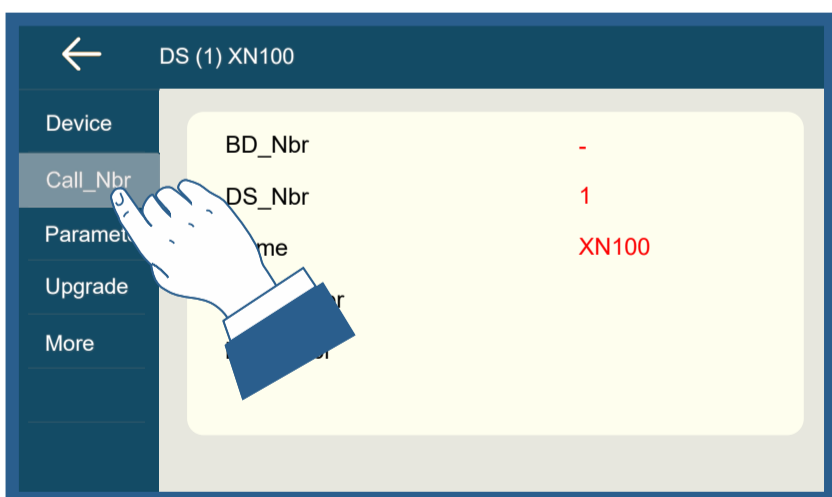 DS (1) XN100
Device
Call_Nbr
Upgrade
More
BD_Nbr -
DS_Nbr 1
XN100